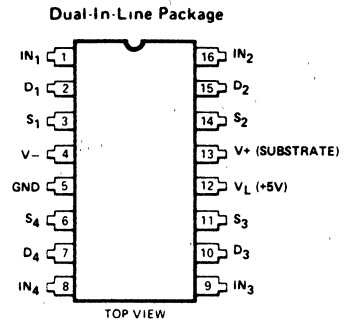 Dual-In-Line Package
IN1 1 16 IN2
D1 2 15 D2
S1 3 14 S2
V− 4 13 V+ (SUBSTRATE)
GND 5 12 VL (+5V)
S4 6 11 S3
D4 7 10 D3
IN4 8 9 IN3
TOP VIEW